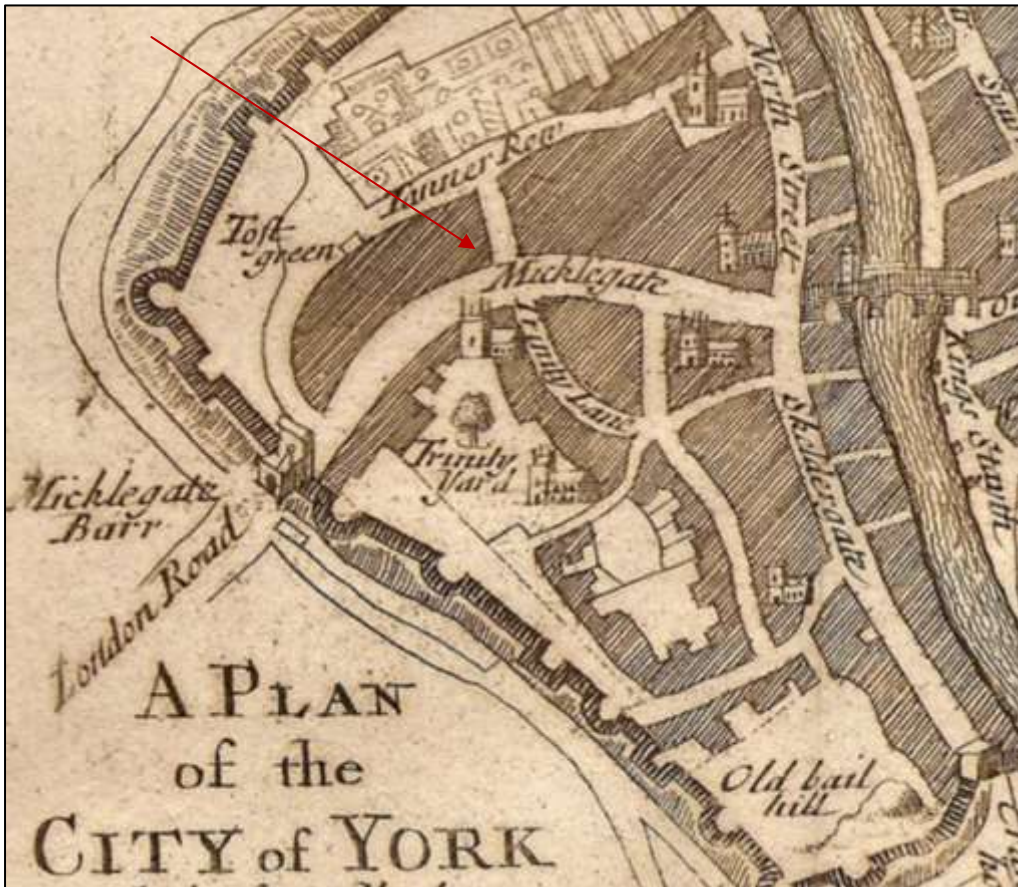 North Street
Tanner Row
Toft
green
Micklegate
Trinity Lane
Trinity
Yard
Skeldergate
Kings Staith
Micklegate
Barr
London Road
Old bail
hill
A PLAN
of the
CITY of YORK